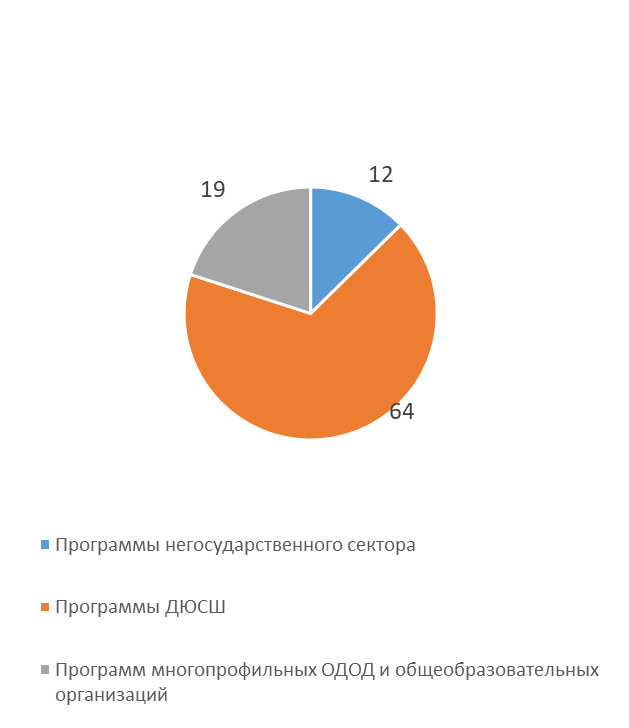 12
19
64
Программы негосударственного сектора
Программы ДЮСШ
Программ многопрофильных ОДОД и общеобразовательных
организаций